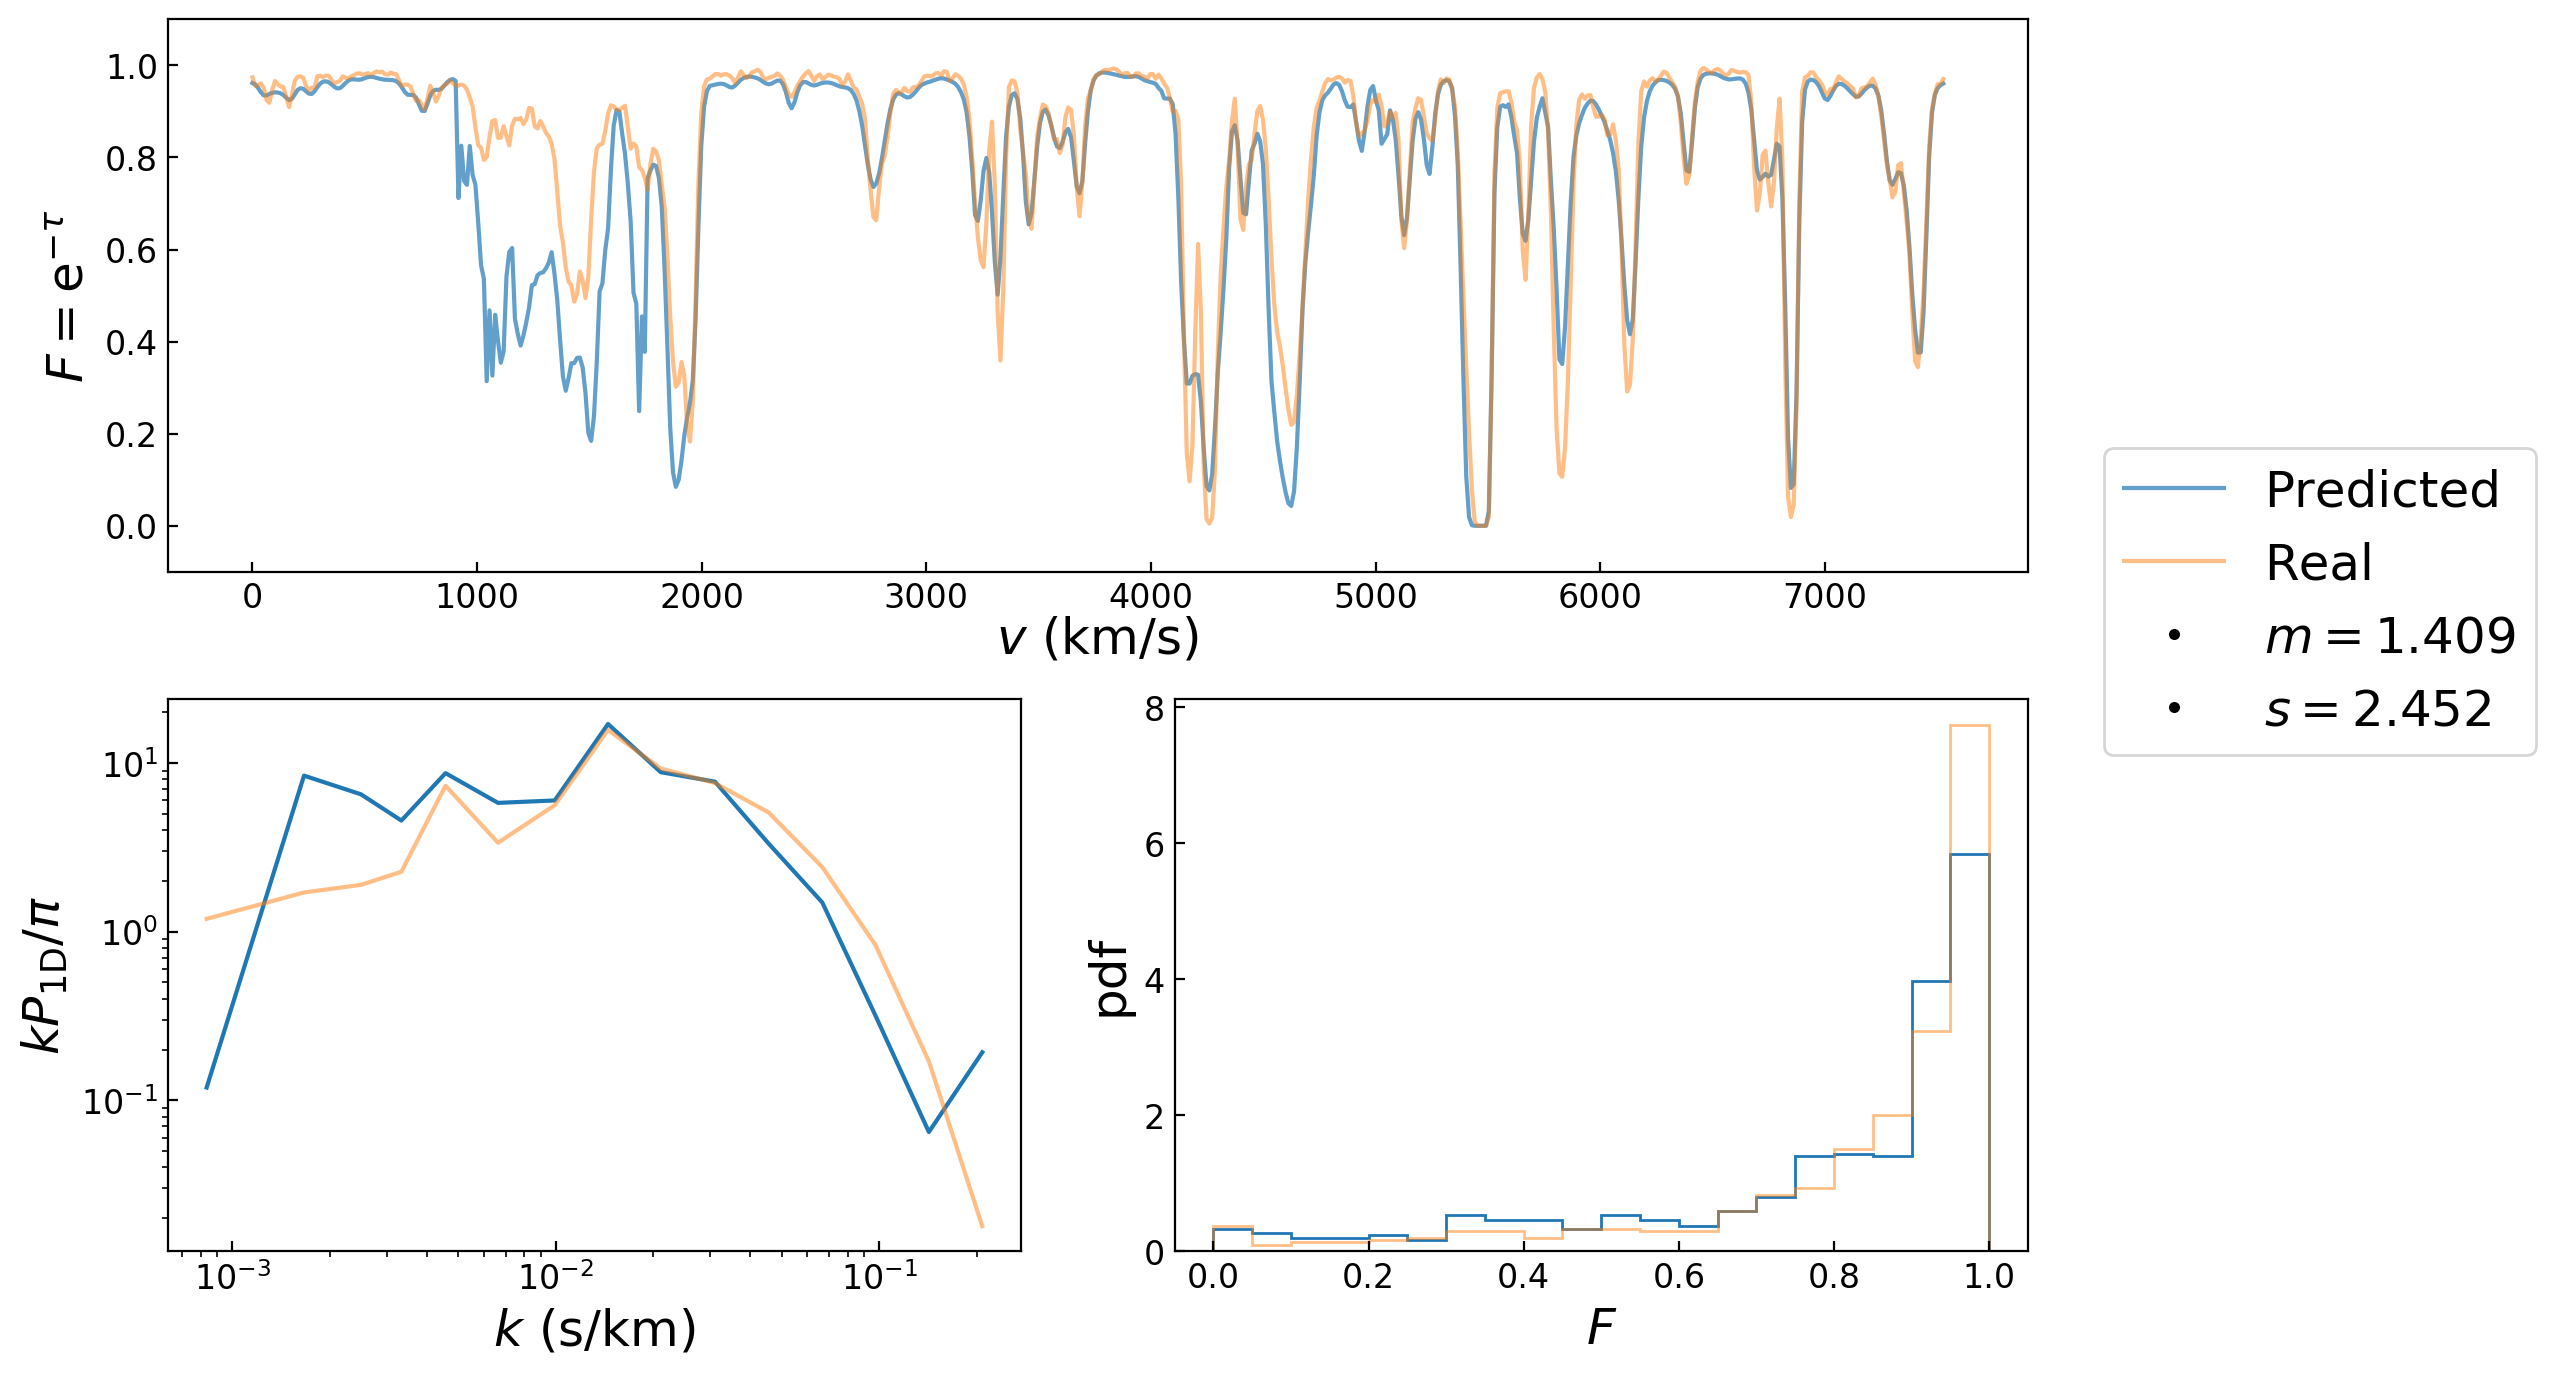 1.0
0.8
0.6
0.4
0.2
0.0
F = e^{-τ}
0 1000 2000 3000 4000 5000 6000 7000
v (km/s)
Predicted
Real
m = 1.409
s = 2.452
10^1
10^0
10^{-1}
kP_{1D}/π
10^{-3} 10^{-2} 10^{-1}
k (s/km)
8
6
4
2
0
pdf
0.0 0.2 0.4 0.6 0.8 1.0
F